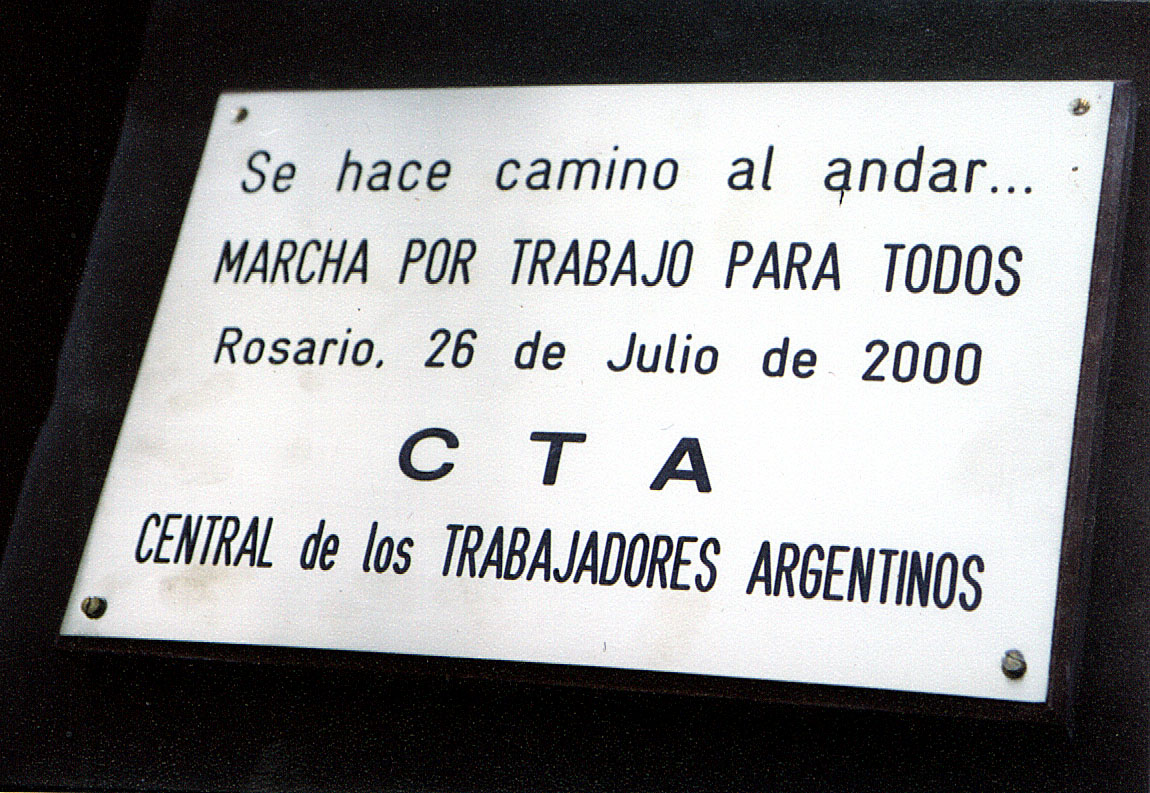 Se hace camino al andar...
MARCHA POR TRABAJO PARA TODOS
Rosario, 26 de Julio de 2000
C T A
CENTRAL de los TRABAJADORES ARGENTINOS